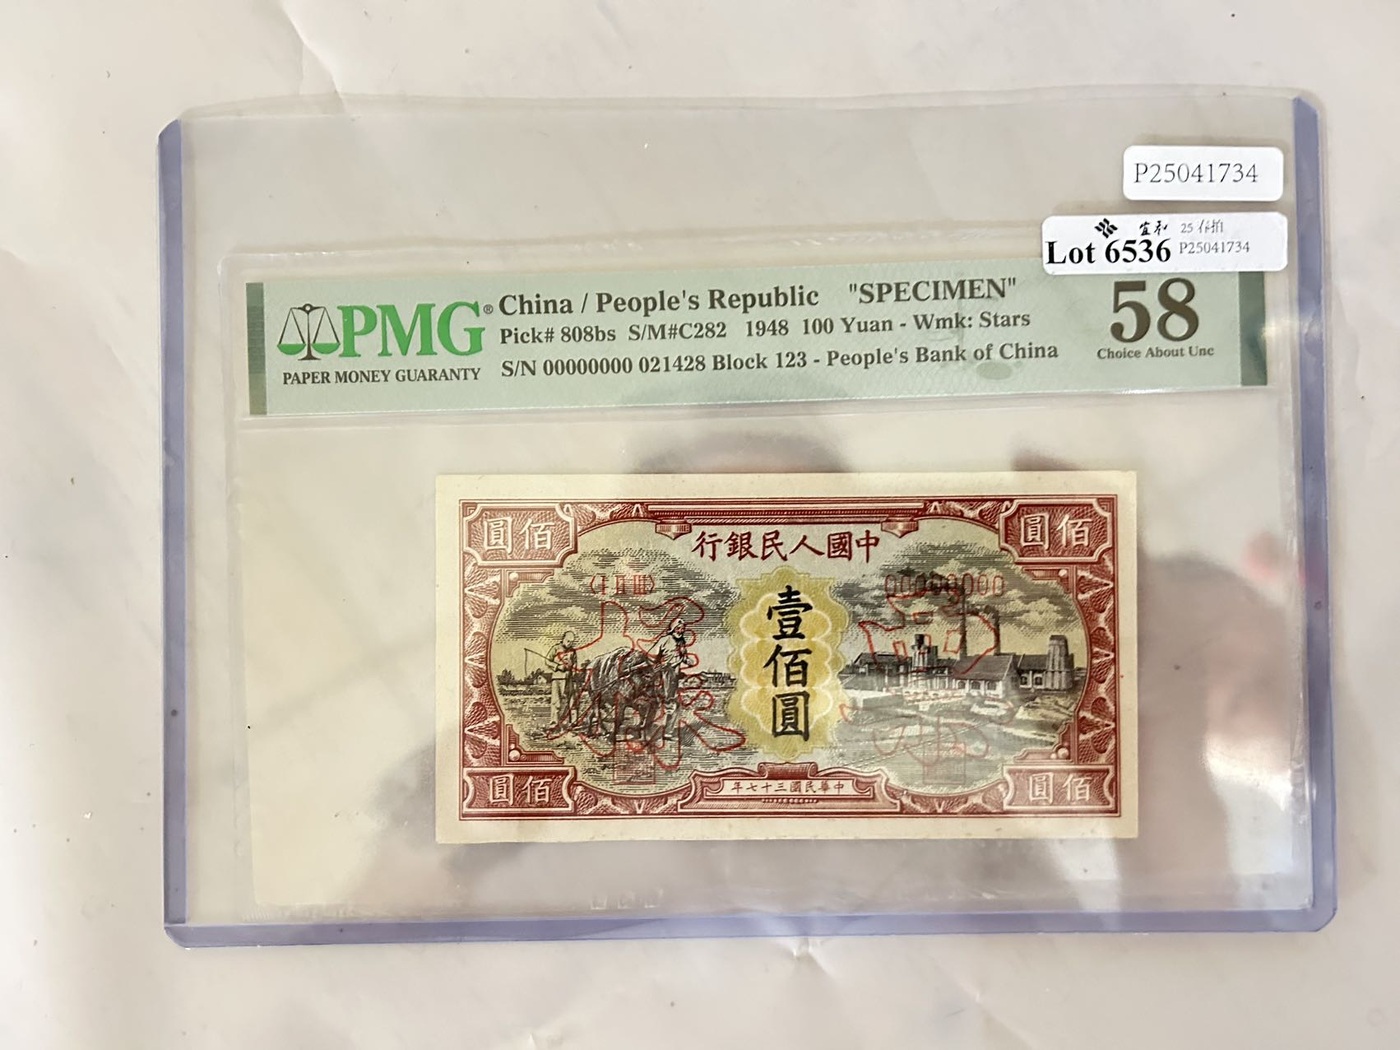 P25041734
宜和 25 春拍
Lot 6536 P25041734
PMG®
PAPER MONEY GUARANTY
China / People's Republic "SPECIMEN"
Pick# 808bs S/M#C282 1948 100 Yuan - Wmk: Stars
S/N 00000000 021428 Block 123 - People's Bank of China
58
Choice About Unc
圓佰
圓佰
行銀民人國中
00000000
壹佰圓
票樣
圓佰
圓佰
年七十三國民華中